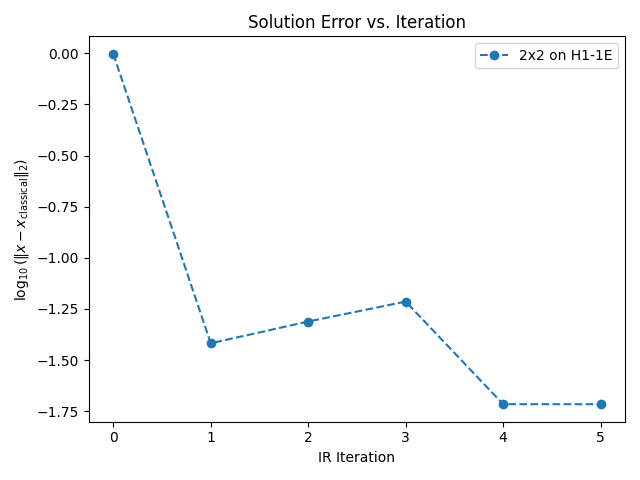 Solution Error vs. Iteration
2x2 on H1-1E
0.00
−0.25
−0.50
−0.75
−1.00
−1.25
−1.50
−1.75
log₁₀ (‖x − x_classical‖₂)
0 1 2 3 4 5
IR Iteration